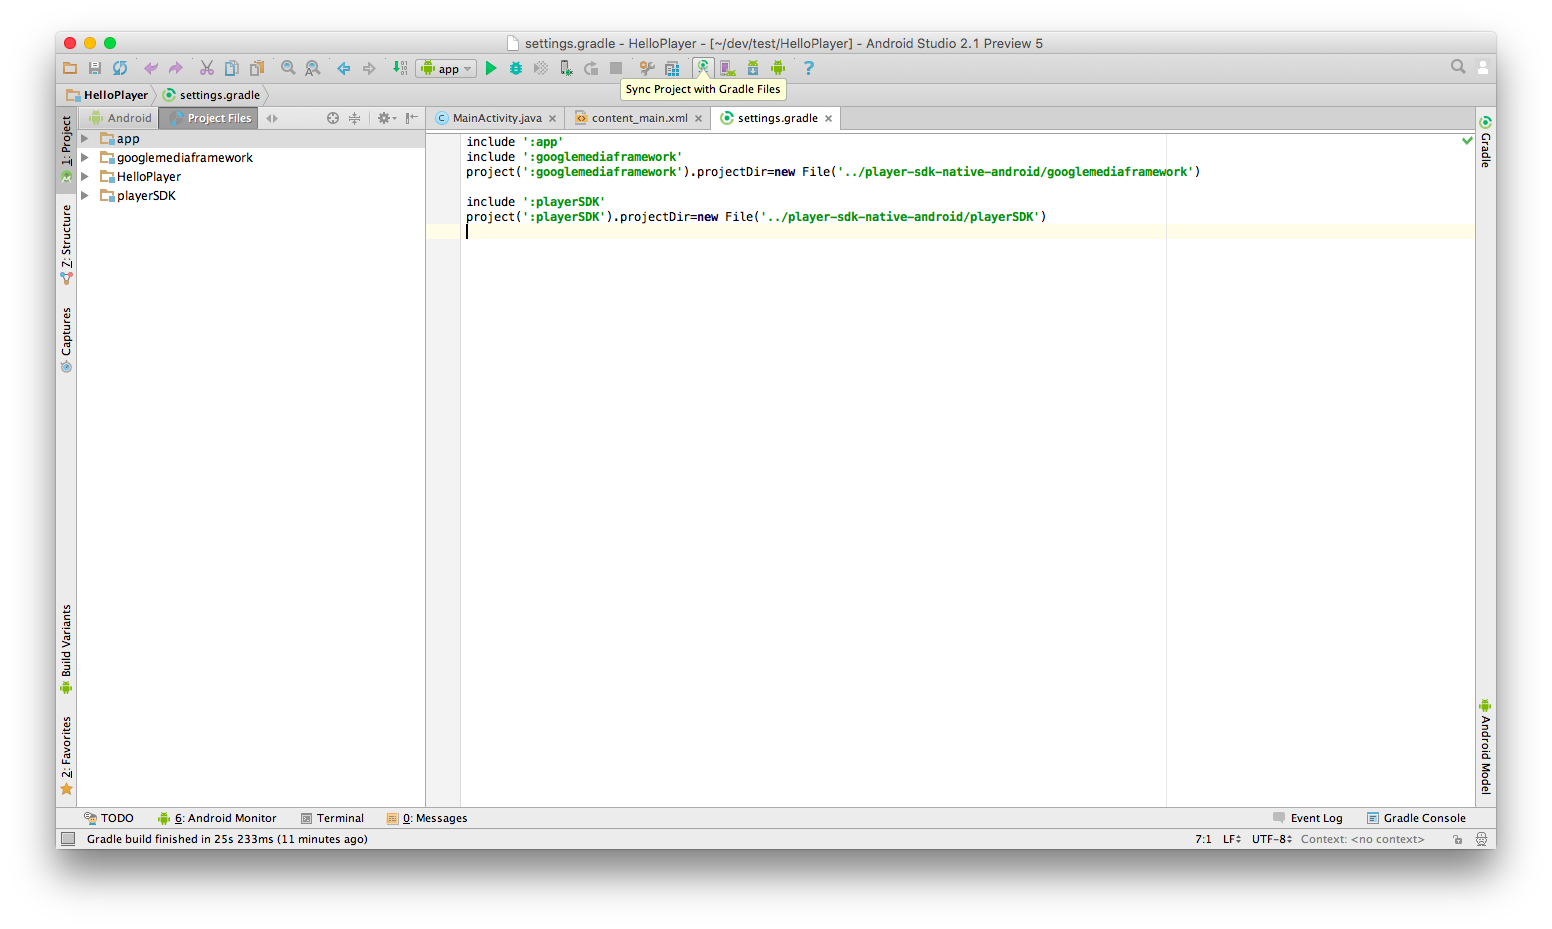 settings.gradle - HelloPlayer - [~/dev/test/HelloPlayer] - Android Studio 2.1 Preview 5
app
Sync Project with Gradle Files
HelloPlayer
settings.gradle
Android
Project Files
MainActivity.java
content_main.xml
settings.gradle
app
googlemediaframework
HelloPlayer
playerSDK
1: Project
7: Structure
Captures
Build Variants
2: Favorites
include ':app'
include ':googlemediaframework'
project(':googlemediaframework').projectDir=new File('../player-sdk-native-android/googlemediaframework')
include ':playerSDK'
project(':playerSDK').projectDir=new File('../player-sdk-native-android/playerSDK')
Gradle
Android Model
TODO
6: Android Monitor
Terminal
0: Messages
Event Log
Gradle Console
Gradle build finished in 25s 233ms (11 minutes ago)
7:1
LF
UTF-8
Context: <no context>